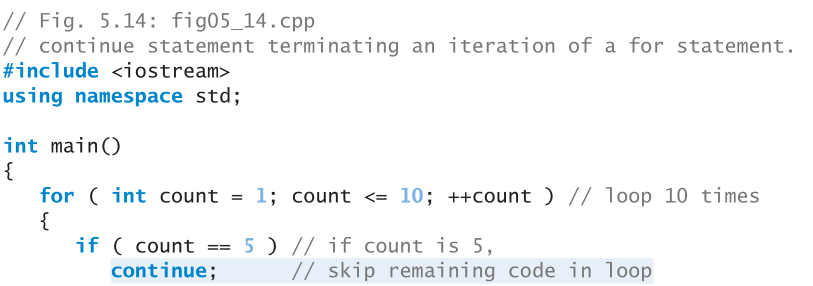 // Fig. 5.14: fig05_14.cpp
// continue statement terminating an iteration of a for statement.
#include <iostream>
using namespace std;
int main()
{
for ( int count = 1; count <= 10; ++count ) // loop 10 times
{
if ( count == 5 ) // if count is 5,
continue; // skip remaining code in loop